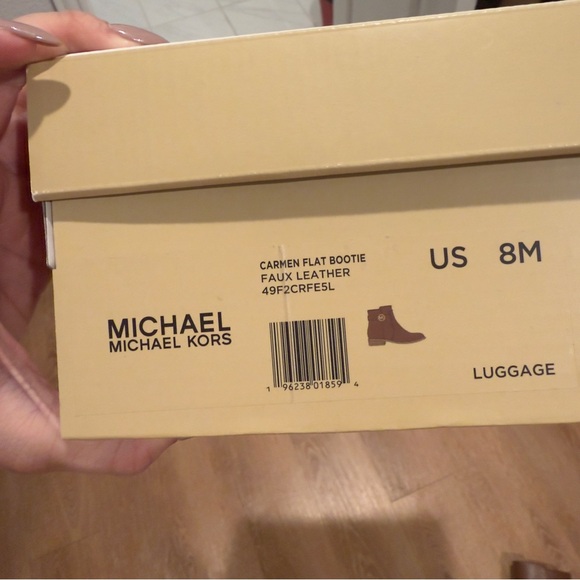 CARMEN FLAT BOOTIE
FAUX LEATHER
49F2CRFE5L
US 8M
MICHAEL
MICHAEL KORS
1 96238 01859 4
LUGGAGE